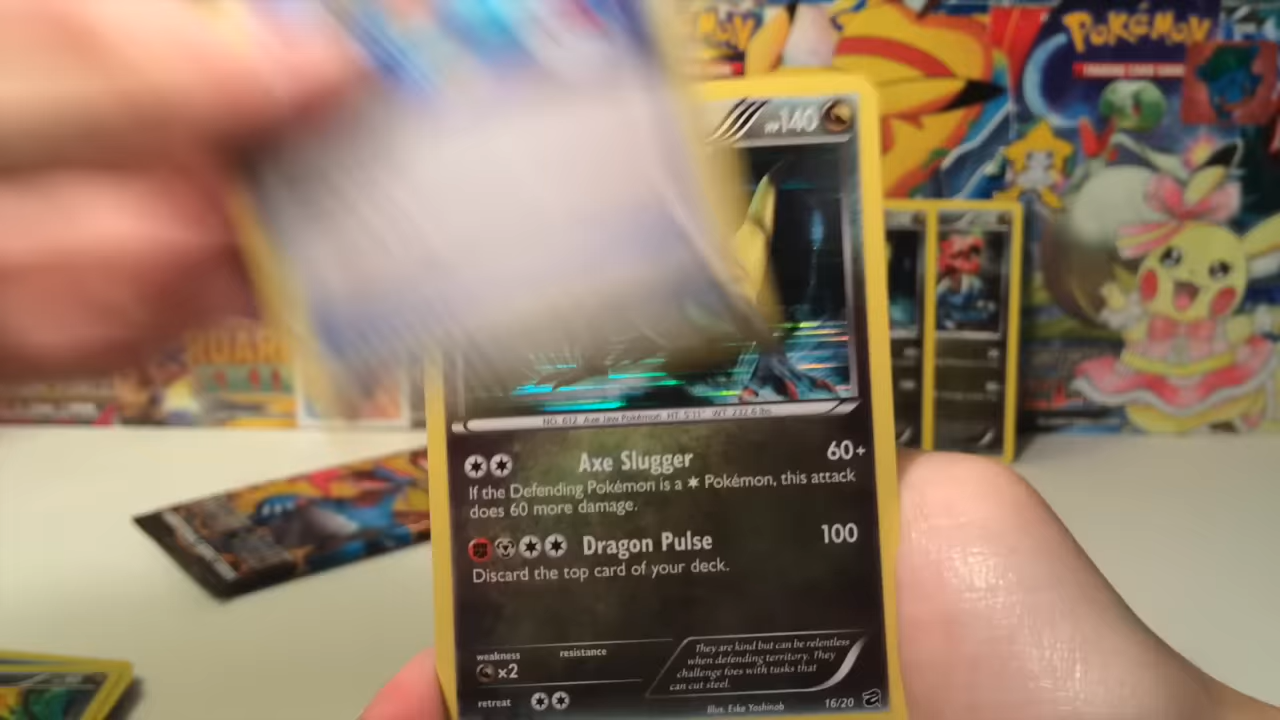 POKÉMON
TRADING CARD GAME
HP140
NO. 612 Axe Jaw Pokémon HT: 5'11" WT: 232.6 lbs
Axe Slugger 60+
If the Defending Pokémon is a Pokémon, this attack
does 60 more damage.
Dragon Pulse 100
Discard the top card of your deck.
weakness
resistance
×2
retreat
They are kind but can be relentless
when defending territory. They
challenge foes with tusks that
can cut steel.
Illus. Eske Yoshinob
16/20